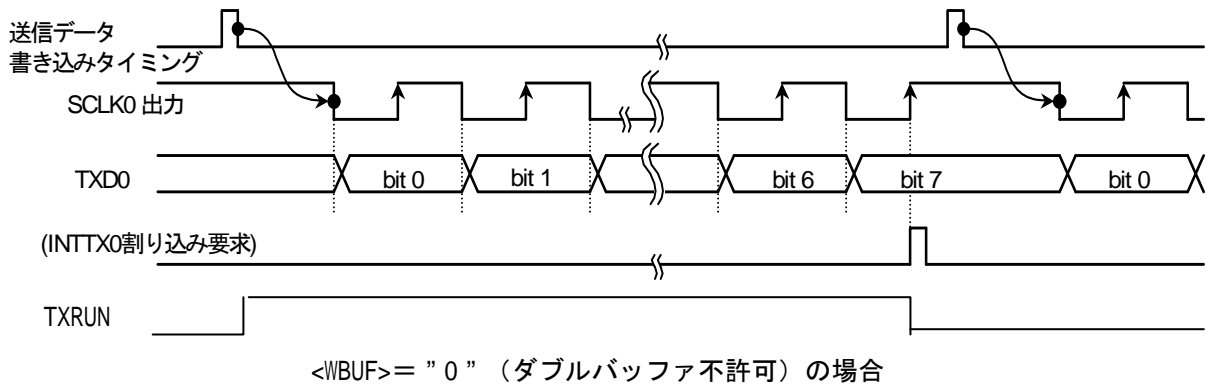 送信データ
書き込みタイミング
SCLK0 出力
TXD0
bit 0
bit 1
bit 6
bit 7
bit 0
(INTTX0割り込み要求)
TXRUN
<WBUF>＝ ” 0 ” （ダブルバッファ不許可）の場合